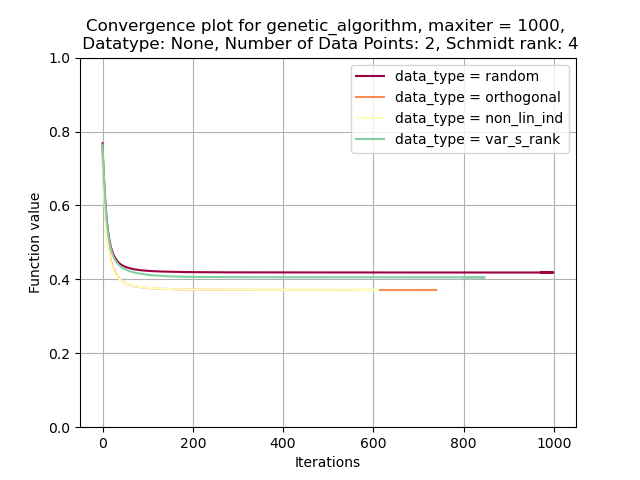 Convergence plot for genetic_algorithm, maxiter = 1000,
Datatype: None, Number of Data Points: 2, Schmidt rank: 4
1.0
0.8
0.6
0.4
0.2
0.0
Function value
data_type = random
data_type = orthogonal
data_type = non_lin_ind
data_type = var_s_rank
0 200 400 600 800 1000
Iterations